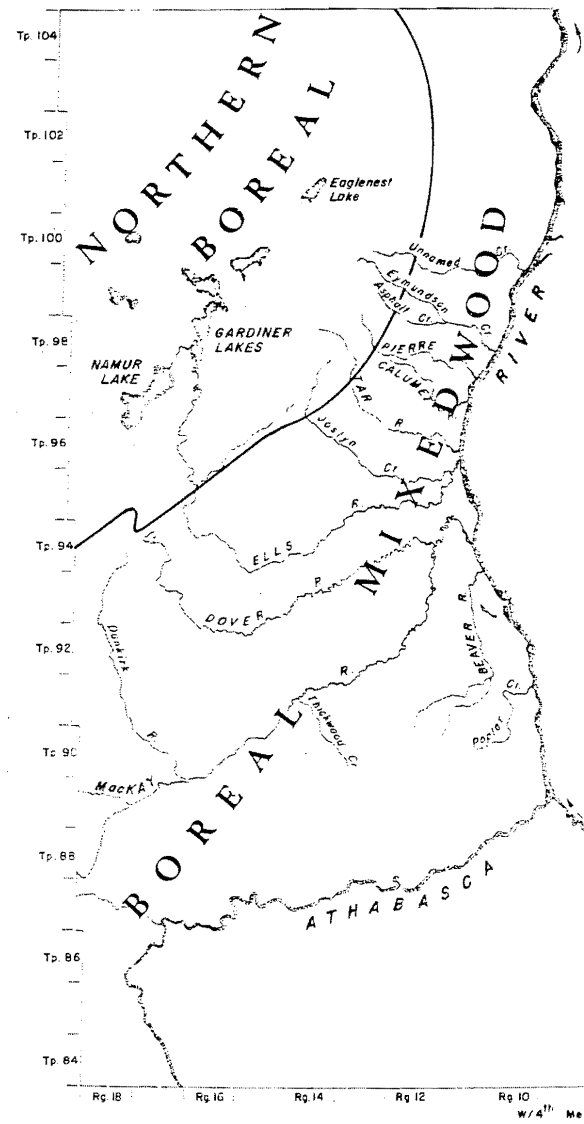 Tp. 104
Tp. 102
Tp. 100
Tp. 98
Tp. 96
Tp. 94
Tp. 92
Tp. 90
Tp. 88
Tp. 86
Tp. 84
NORTHERN
BOREAL
Eaglenest
Lake
GARDINER
LAKES
NAMUR
LAKE
Unnamed Cr.
Eymundson Cr.
Asphalt Cr.
PIERRE
CALUMET
TAR R.
Joslyn Cr.
ELLS R.
DOVER R.
Dunkirk R.
MacKAY R.
Thickwood Cr.
BEAVER R.
Poplar Cr.
BOREAL MIXEDWOOD
ATHABASCA RIVER
Rg. 18 Rg. 16 Rg. 14 Rg. 12 Rg. 10
W/4th Me